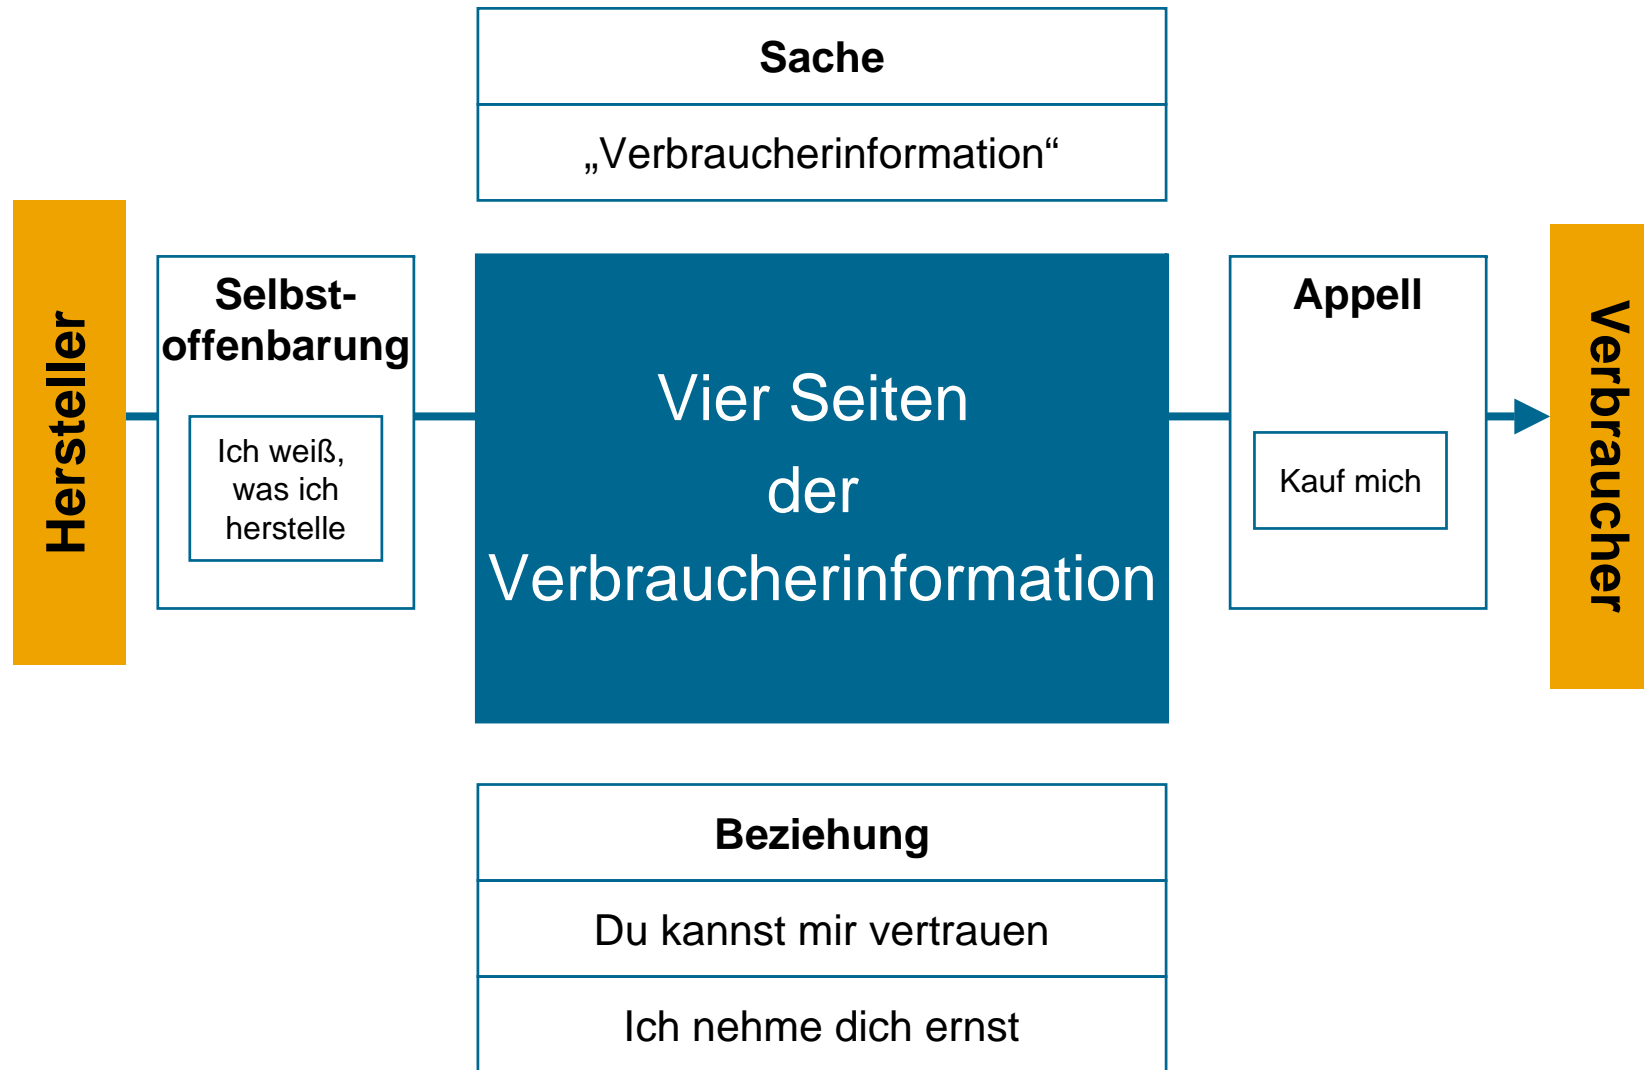 Sache
„Verbraucherinformation“
Hersteller
Selbst-
offenbarung
Ich weiß,
was ich
herstelle
Vier Seiten
der
Verbraucherinformation
Appell
Kauf mich
Verbraucher
Beziehung
Du kannst mir vertrauen
Ich nehme dich ernst